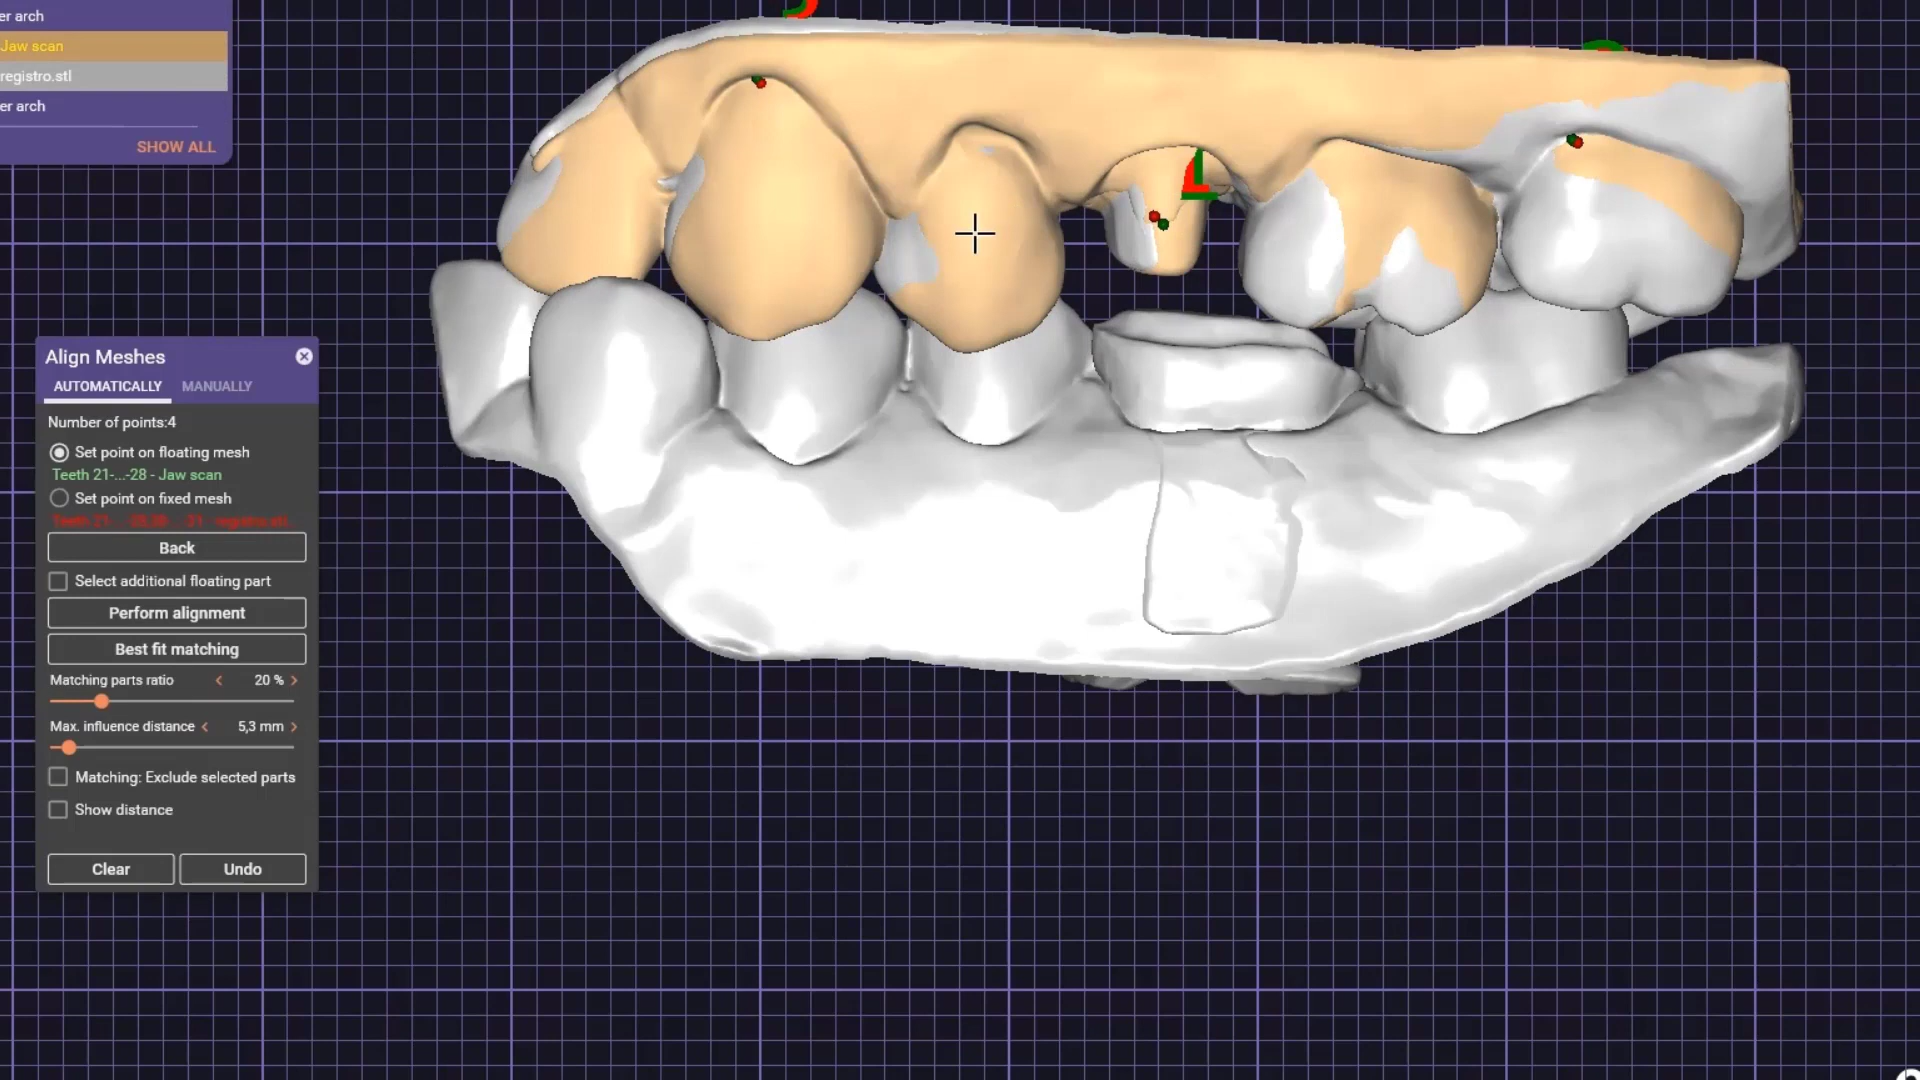 er arch
Jaw scan
registro.stl
er arch
SHOW ALL
Align Meshes
AUTOMATICALLY MANUALLY
Number of points:4
Set point on floating mesh
Teeth 21-...-28 - Jaw scan
Set point on fixed mesh
Back
Select additional floating part
Perform alignment
Best fit matching
Matching parts ratio < 20 % >
Max. influence distance < 5,3 mm >
Matching: Exclude selected parts
Show distance
Clear Undo